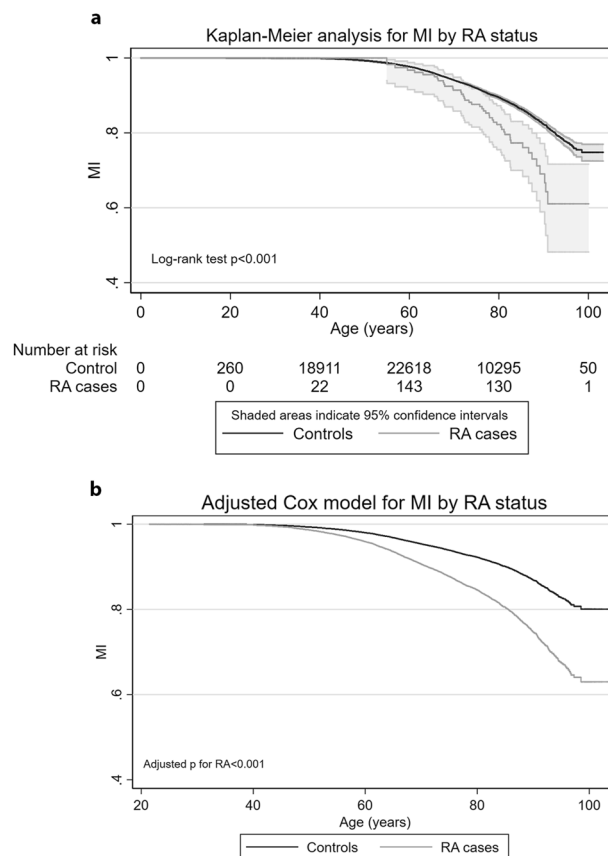 a
Kaplan-Meier analysis for MI by RA status
MI
1
.8
.6
.4
Log-rank test p<0.001
0 20 40 60 80 100
Age (years)
Number at risk
Control 0 260 18911 22618 10295 50
RA cases 0 0 22 143 130 1
Shaded areas indicate 95% confidence intervals
Controls RA cases
b
Adjusted Cox model for MI by RA status
MI
1
.8
.6
.4
Adjusted p for RA<0.001
20 40 60 80 100
Age (years)
Controls RA cases